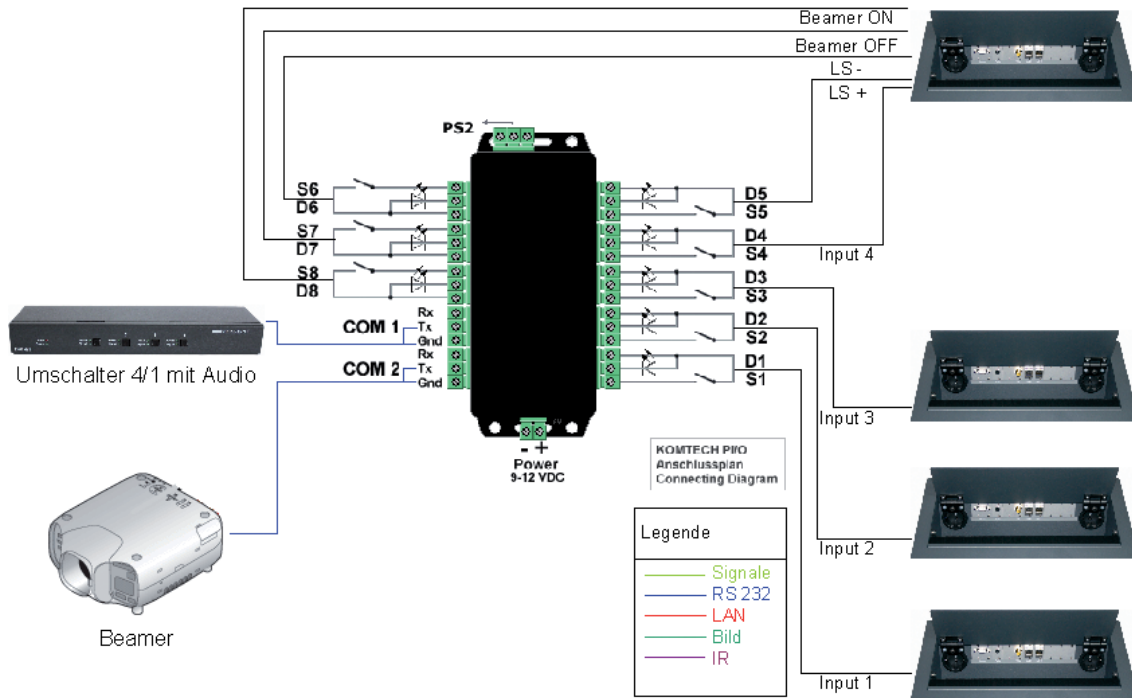 Beamer ON
Beamer OFF
LS -
LS +
PS2
S6
D6
S7
D7
S8
D8
D5
S5
D4
S4
Input 4
D3
S3
D2
S2
D1
S1
COM 1
Rx
Tx
Gnd
COM 2
Rx
Tx
Gnd
Umschalter 4/1 mit Audio
Input 3
- +
Power
9-12 VDC
KOMTECH PI/O
Anschlussplan
Connecting Diagram
Legende
Signale
RS 232
LAN
Bild
IR
Input 2
Beamer
Input 1